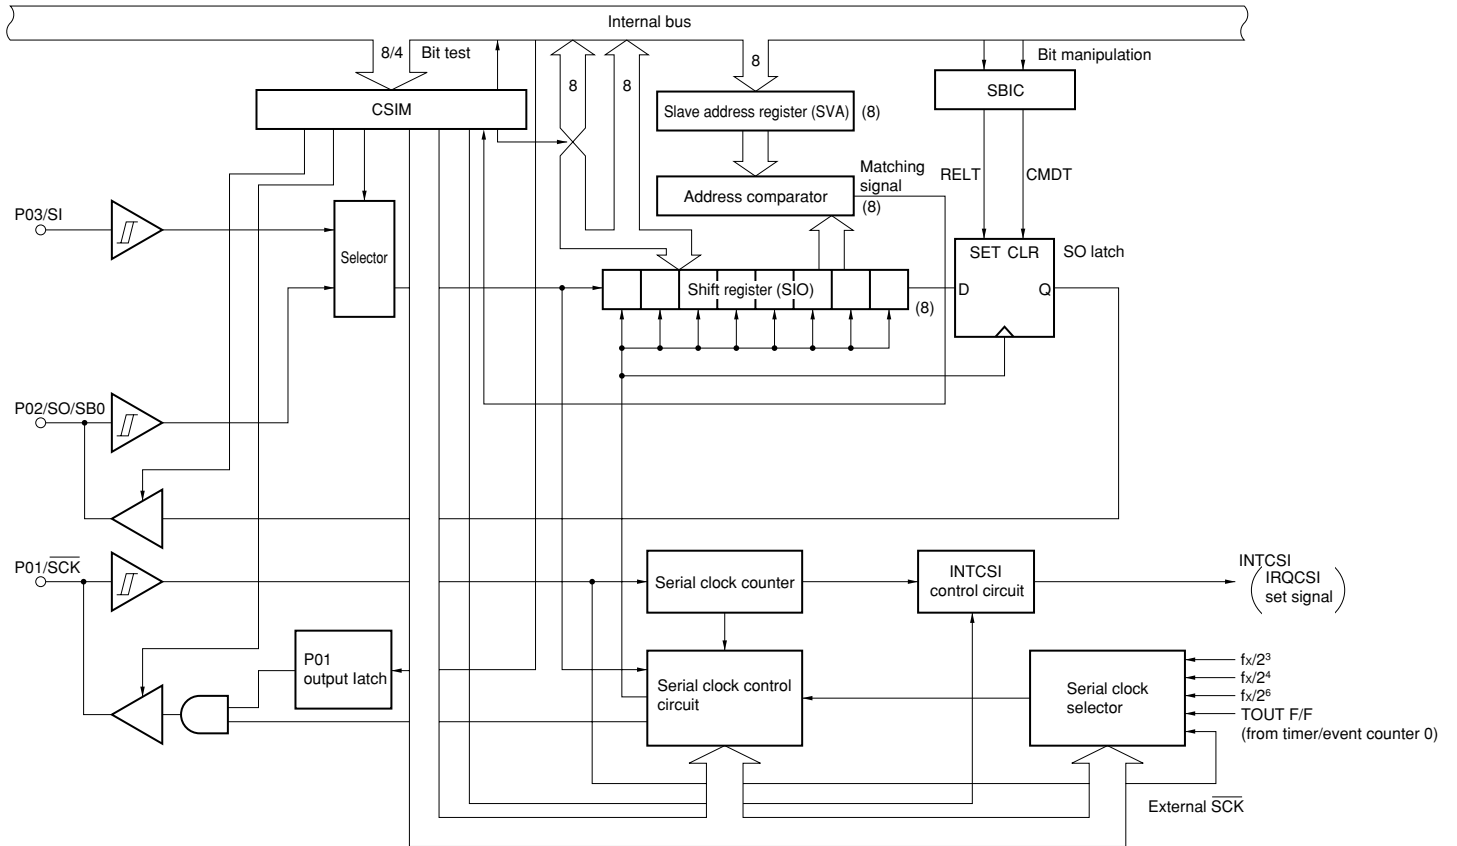 Internal bus
8/4
Bit test
8
8
8
Bit manipulation
CSIM
Slave address register (SVA)
(8)
SBIC
Matching
signal
(8)
Address comparator
RELT
CMDT
P03/SI
Selector
SET CLR
SO latch
D
Q
Shift register (SIO)
(8)
P02/SO/SB0
P01/S̅C̅K̅
Serial clock counter
INTCSI
control circuit
INTCSI
(IRQCSI
set signal)
P01
output latch
Serial clock control
circuit
Serial clock
selector
fx/2³
fx/2⁴
fx/2⁶
TOUT F/F
(from timer/event counter 0)
External S̅C̅K̅